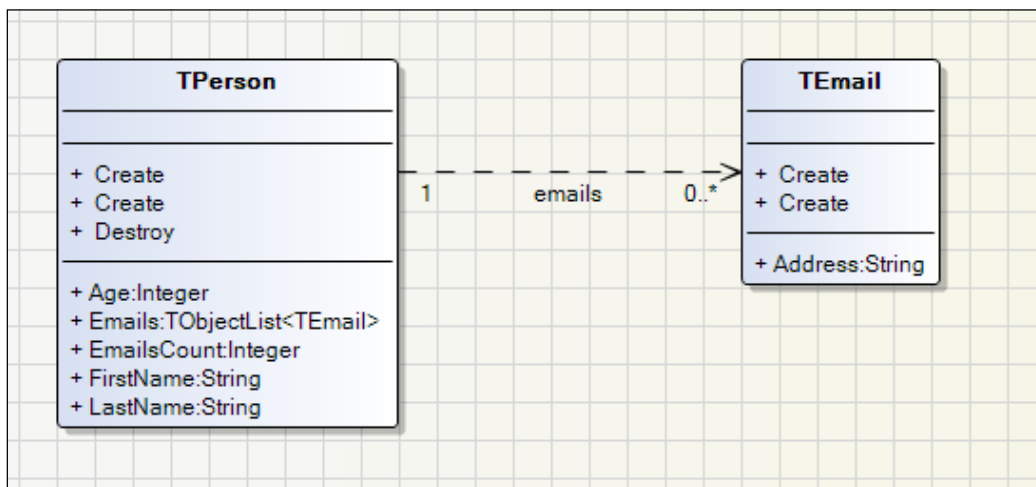 TPerson
+ Create
+ Create
+ Destroy
+ Age:Integer
+ Emails:TObjectList<TEmail>
+ EmailsCount:Integer
+ FirstName:String
+ LastName:String
1 emails 0..*
TEmail
+ Create
+ Create
+ Address:String